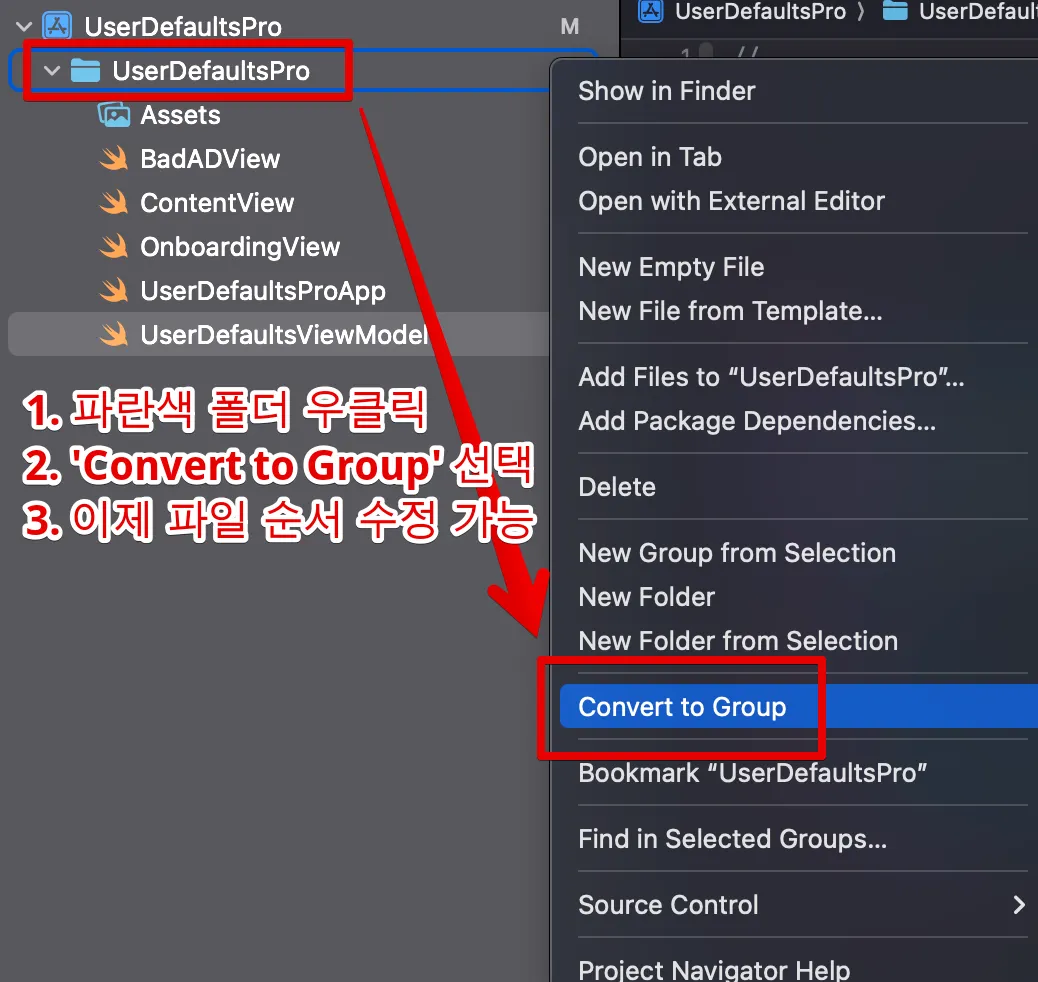 UserDefaultsPro
M
UserDefaultsPro
Assets
BadADView
ContentView
OnboardingView
UserDefaultsProApp
UserDefaultsViewModel
1. 파란색 폴더 우클릭
2. 'Convert to Group' 선택
3. 이제 파일 순서 수정 가능
UserDefaultsPro 〉 UserDefaul
1 //
Show in Finder
Open in Tab
Open with External Editor
New Empty File
New File from Template...
Add Files to “UserDefaultsPro”...
Add Package Dependencies...
Delete
New Group from Selection
New Folder
New Folder from Selection
Convert to Group
Bookmark “UserDefaultsPro”
Find in Selected Groups...
Source Control
Project Navigator Help